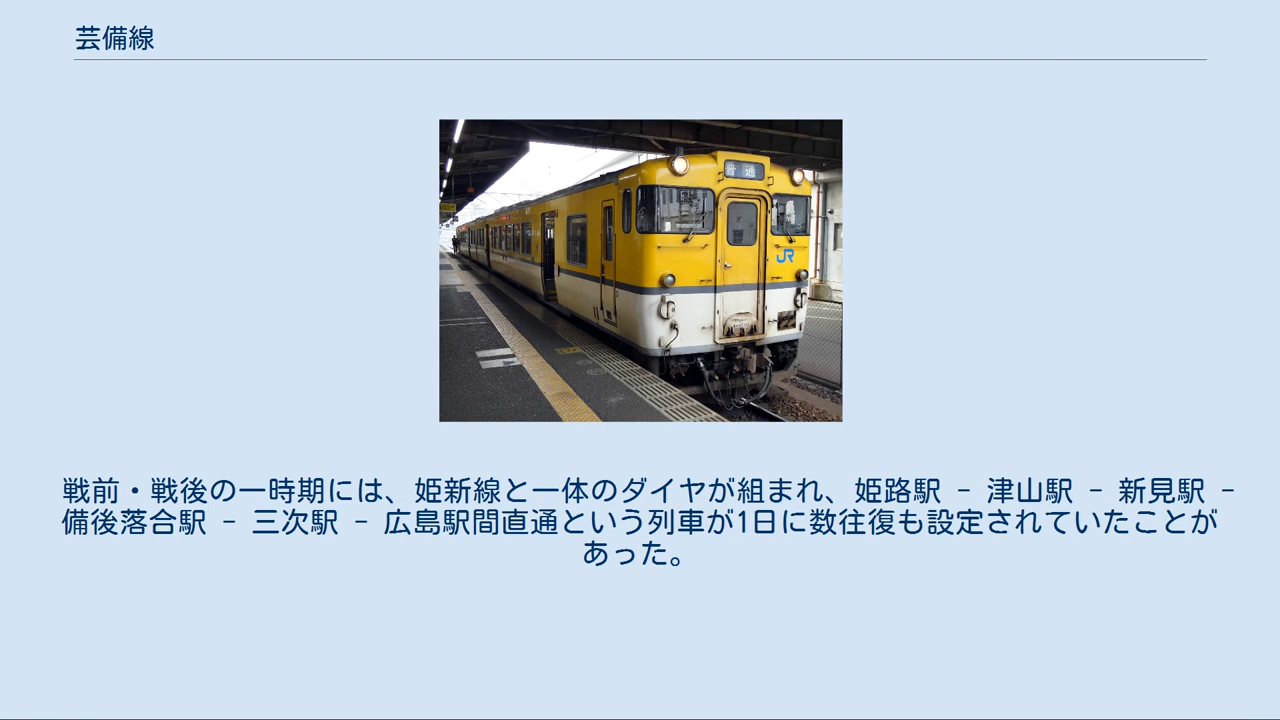 芸備線
普通
JR
戦前・戦後の一時期には、姫新線と一体のダイヤが組まれ、姫路駅 - 津山駅 - 新見駅 -
備後落合駅 - 三次駅 - 広島駅間直通という列車が1日に数往復も設定されていたことが
あった。